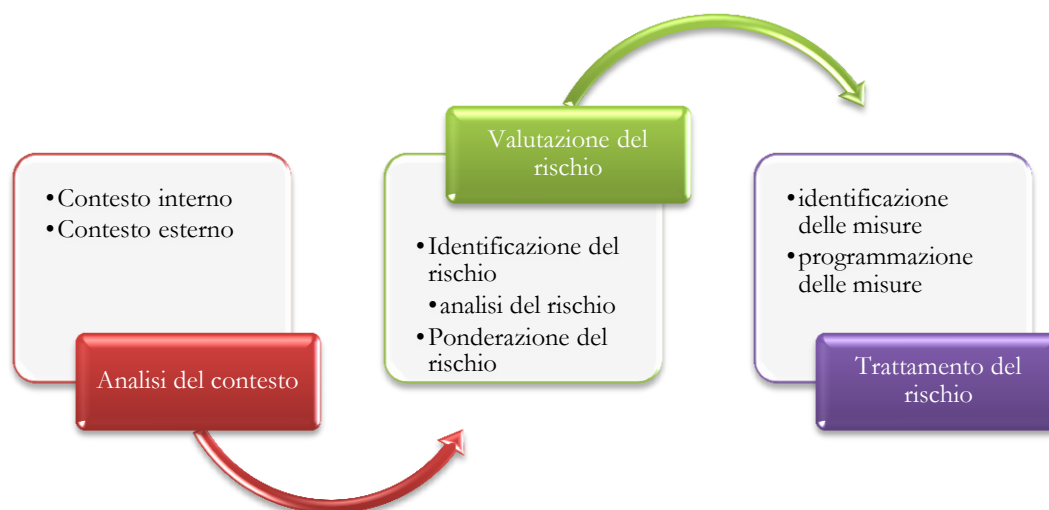 •Contesto interno
•Contesto esterno
Analisi del contesto
Valutazione del
rischio
•Identificazione del
rischio
•analisi del rischio
•Ponderazione del
rischio
•identificazione
delle misure
•programmazione
delle misure
Trattamento del
rischio